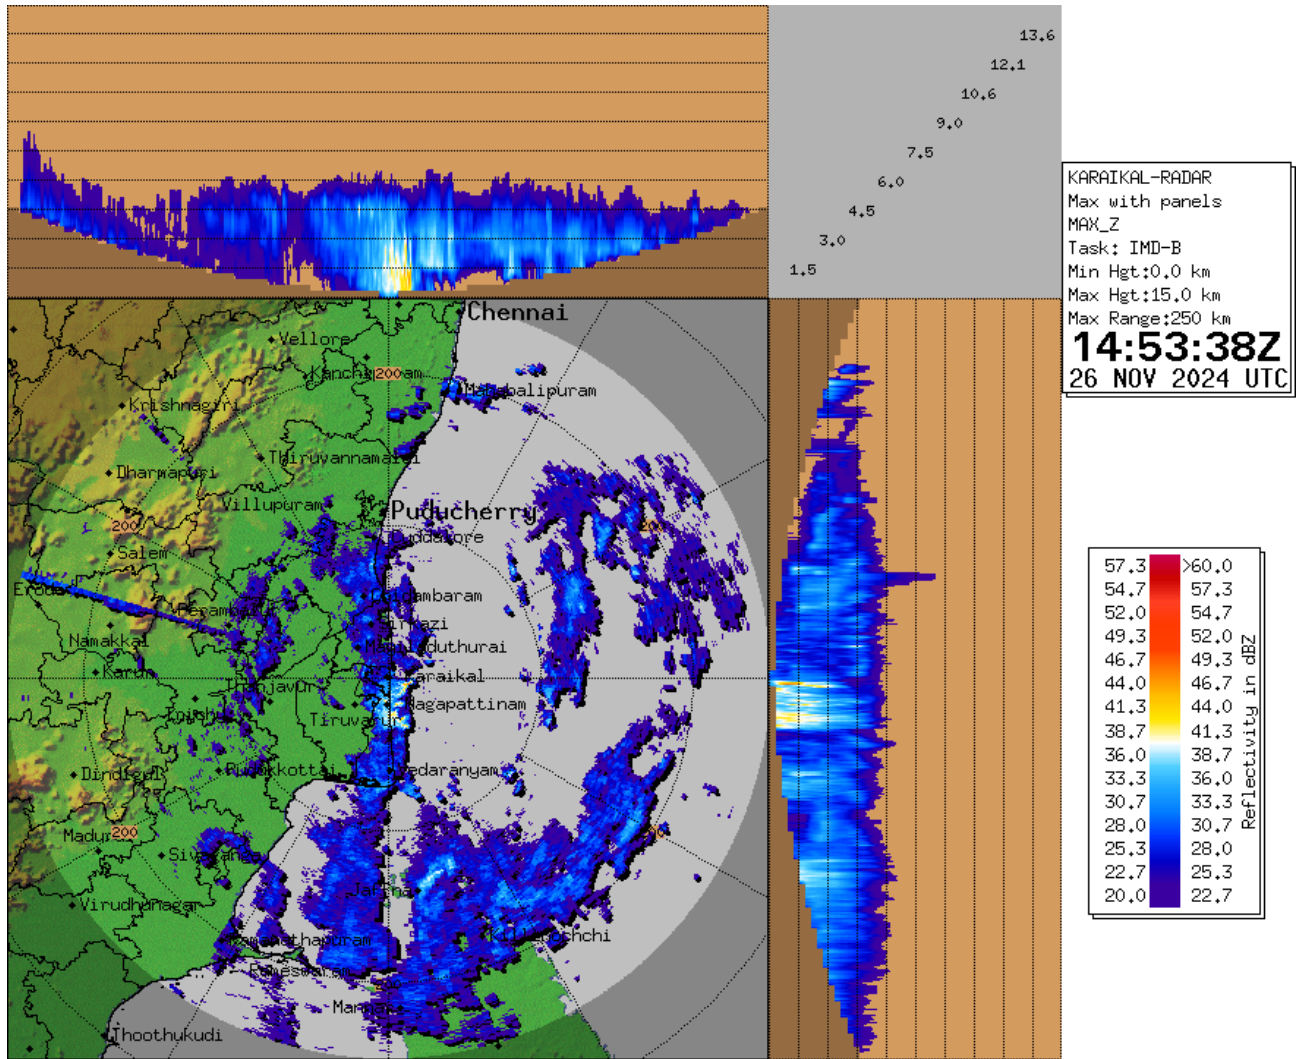 13.6
12.1
10.6
9.0
7.5
6.0
4.5
3.0
1.5
KARAIKAL-RADAR
Max with panels
MAX_Z
Task: IMD-B
Min Hgt:0.0 km
Max Hgt:15.0 km
Max Range:250 km
14:53:38Z
26 NOV 2024 UTC
Chennai
Vellore
200
Mahabalipuram
Krishnagiri
Thiruvannamalai
Dharmapuri
Villupuram
Puducherry
200
Cuddalore
Salem
Erode
Chidambaram
Perambalur
Sirkazi
Namakkal
Mayiladuthurai
Karur
Karaikal
Thanjavur
Nagapattinam
Tiruvarur
Dindigul
Pudukkottai
Vedaranyam
200
Sivaganga
Jaffna
Virudhunagar
Ramanathapuram
Killinochchi
Rameswaram
Mannar
Thoothukudi
57.3 >60.0
54.7 57.3
52.0 54.7
49.3 52.0
46.7 49.3
44.0 46.7
41.3 44.0
38.7 41.3
36.0 38.7
33.3 36.0
30.7 33.3
28.0 30.7
25.3 28.0
22.7 25.3
20.0 22.7
Reflectivity in dBZ